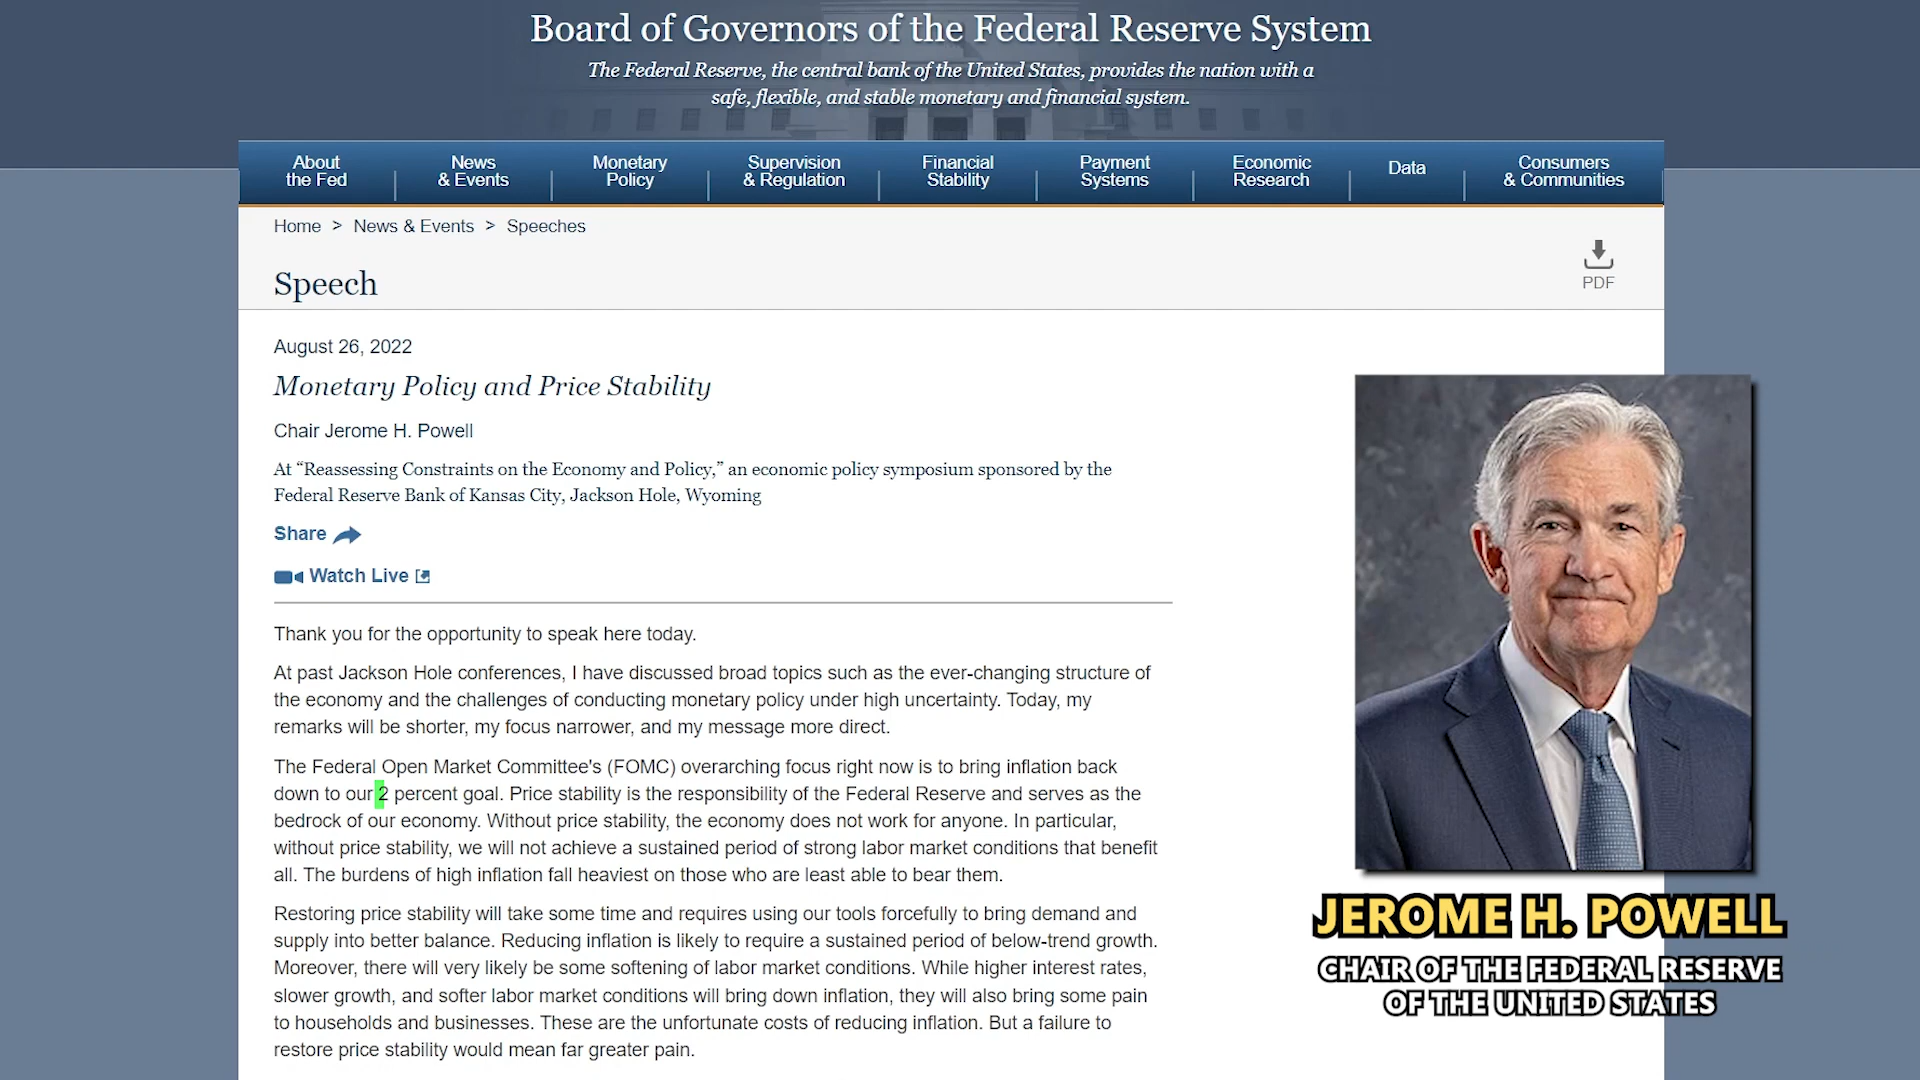 Board of Governors of the Federal Reserve System
The Federal Reserve, the central bank of the United States, provides the nation with a
safe, flexible, and stable monetary and financial system.
About
the Fed
News
& Events
Monetary
Policy
Supervision
& Regulation
Financial
Stability
Payment
Systems
Economic
Research
Data
Consumers
& Communities
Home > News & Events > Speeches
Speech
PDF
August 26, 2022
Monetary Policy and Price Stability
Chair Jerome H. Powell
At “Reassessing Constraints on the Economy and Policy,” an economic policy symposium sponsored by the
Federal Reserve Bank of Kansas City, Jackson Hole, Wyoming
Share
Watch Live
Thank you for the opportunity to speak here today.
At past Jackson Hole conferences, I have discussed broad topics such as the ever-changing structure of
the economy and the challenges of conducting monetary policy under high uncertainty. Today, my
remarks will be shorter, my focus narrower, and my message more direct.
The Federal Open Market Committee's (FOMC) overarching focus right now is to bring inflation back
down to our 2 percent goal. Price stability is the responsibility of the Federal Reserve and serves as the
bedrock of our economy. Without price stability, the economy does not work for anyone. In particular,
without price stability, we will not achieve a sustained period of strong labor market conditions that benefit
all. The burdens of high inflation fall heaviest on those who are least able to bear them.
Restoring price stability will take some time and requires using our tools forcefully to bring demand and
supply into better balance. Reducing inflation is likely to require a sustained period of below-trend growth.
Moreover, there will very likely be some softening of labor market conditions. While higher interest rates,
slower growth, and softer labor market conditions will bring down inflation, they will also bring some pain
to households and businesses. These are the unfortunate costs of reducing inflation. But a failure to
restore price stability would mean far greater pain.
JEROME H. POWELL
CHAIR OF THE FEDERAL RESERVE
OF THE UNITED STATES